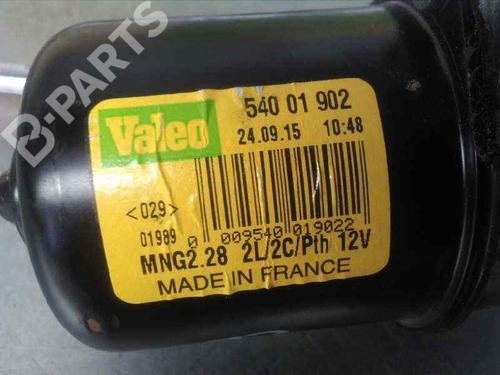 B-PARTS
Valeo
540 01 902
24.09.15 10:48
<029>
01989
0 009540 019022
MNG2.28 2L/2C/Pth 12V
MADE IN FRANCE